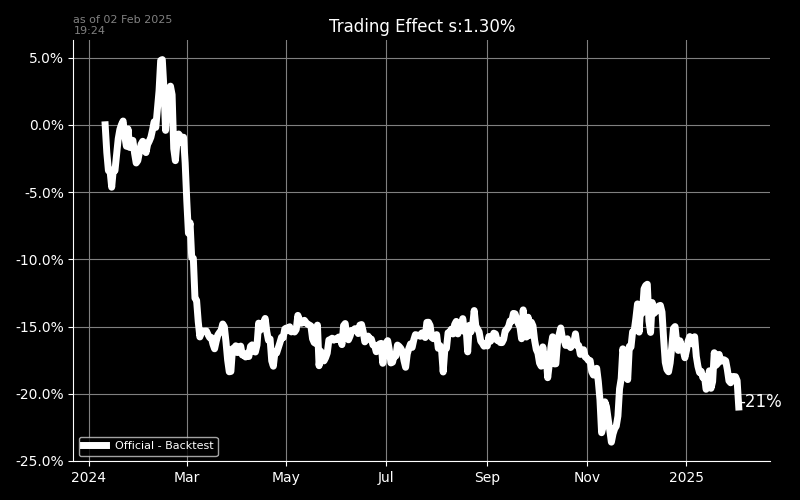 as of 02 Feb 2025
19:24
Trading Effect s:1.30%
5.0%
0.0%
-5.0%
-10.0%
-15.0%
-20.0%
-25.0%
-21%
Official - Backtest
2024 Mar May Jul Sep Nov 2025